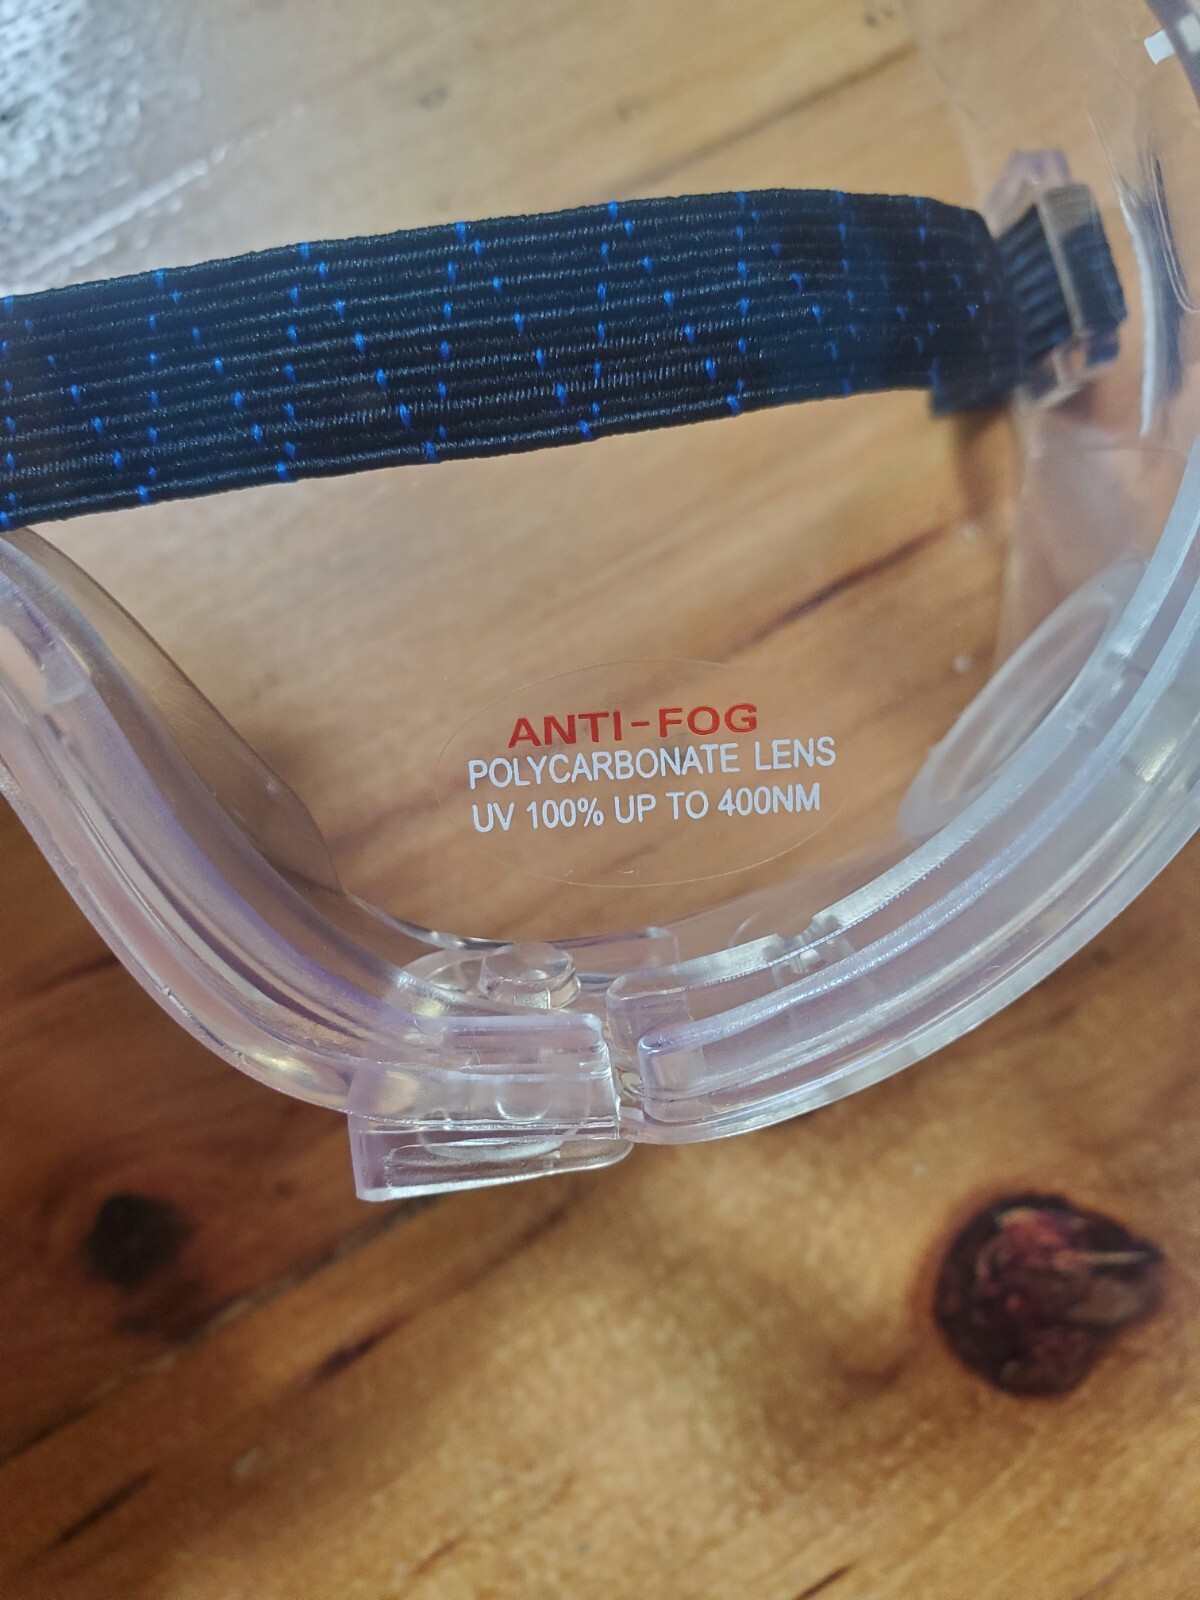 ANTI-FOG
POLYCARBONATE LENS
UV 100% UP TO 400NM